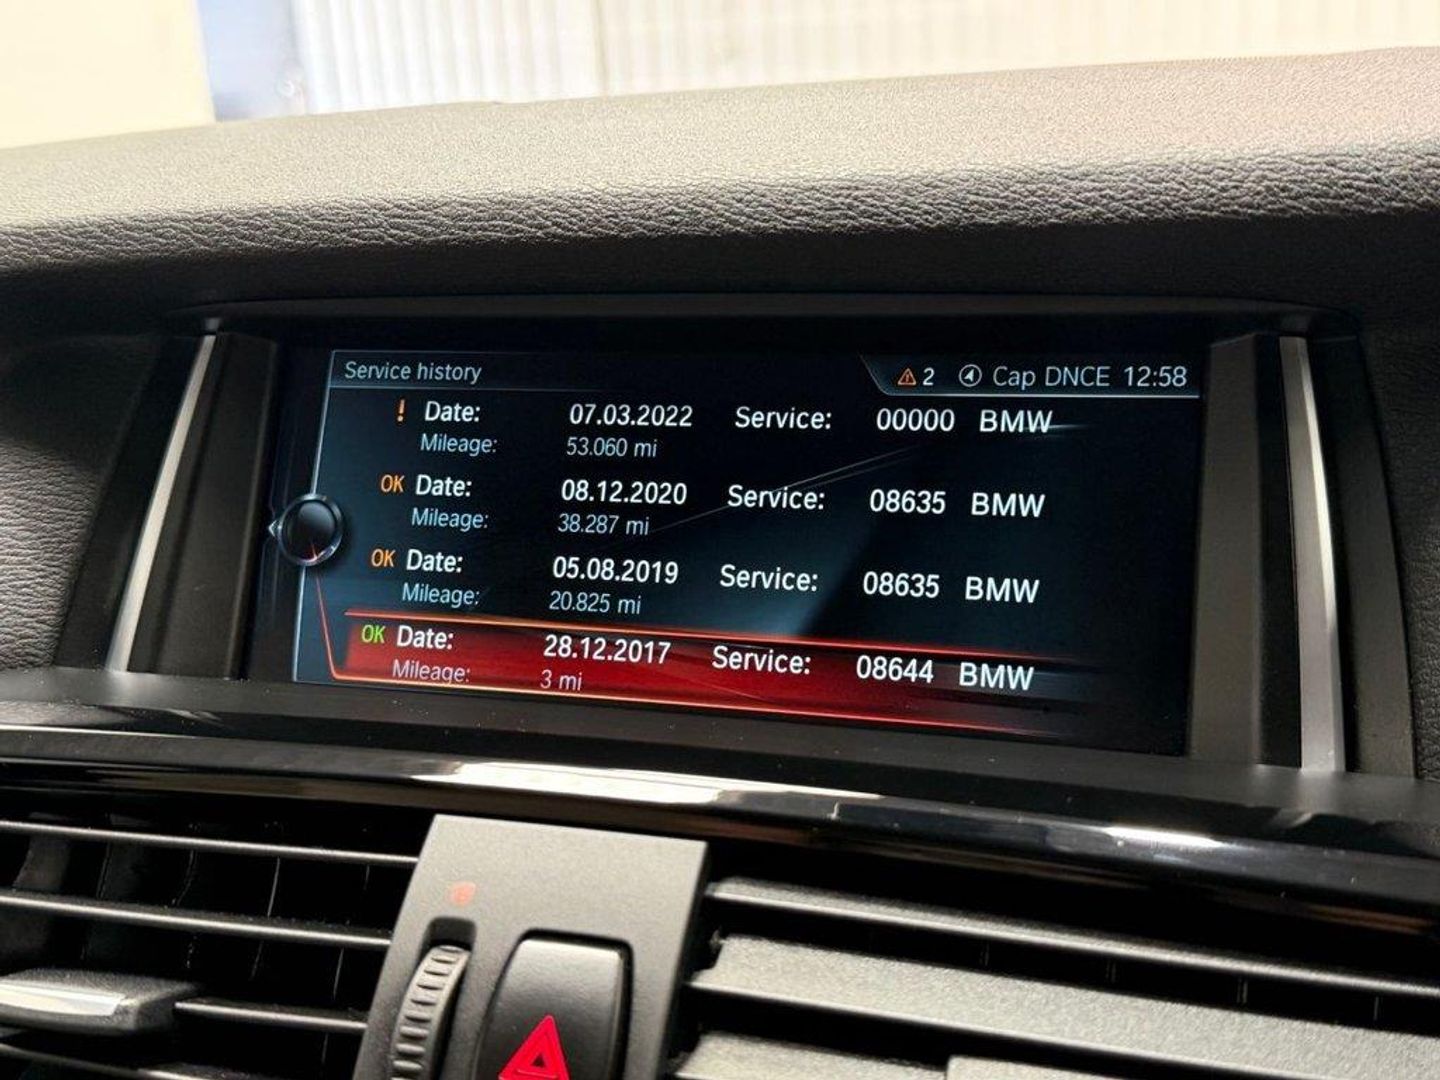 Service history
2 Cap DNCE 12:58
! Date: 07.03.2022 Service: 00000 BMW
Mileage: 53.060 mi
OK Date: 08.12.2020 Service: 08635 BMW
Mileage: 38.287 mi
OK Date: 05.08.2019 Service: 08635 BMW
Mileage: 20.825 mi
OK Date: 28.12.2017 Service: 08644 BMW
Mileage: 3 mi